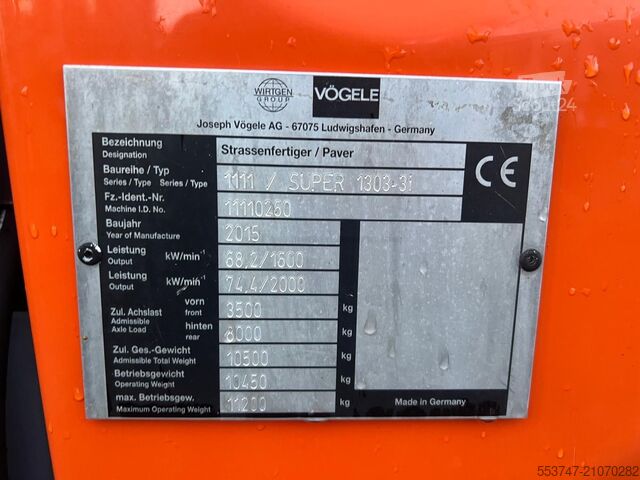 WIRTGEN
GROUP
VÖGELE
Joseph Vögele AG - 67075 Ludwigshafen - Germany
Bezeichnung
Designation
Strassenfertiger / Paver
Baureihe / Typ
Series / Type Series / Type
1111 / SUPER 1303-3i
Fz.-Ident.-Nr.
Machine I.D. No.
11110260
Baujahr
Year of Manufacture
2015
Leistung
Output
kW/min⁻¹
68,2/1600
Leistung
Output
kW/min⁻¹
74,4/2000
Zul. Achslast
Admissible
Axle Load
vorn
front
3500
kg
hinten
rear
8000
kg
Zul. Ges.-Gewicht
Admissible Total Weight
10500
kg
Betriebsgewicht
Operating Weight
10450
kg
max. Betriebsgew.
Maximum Operating Weight
11200
kg
CE
Made in Germany
553747-21070282